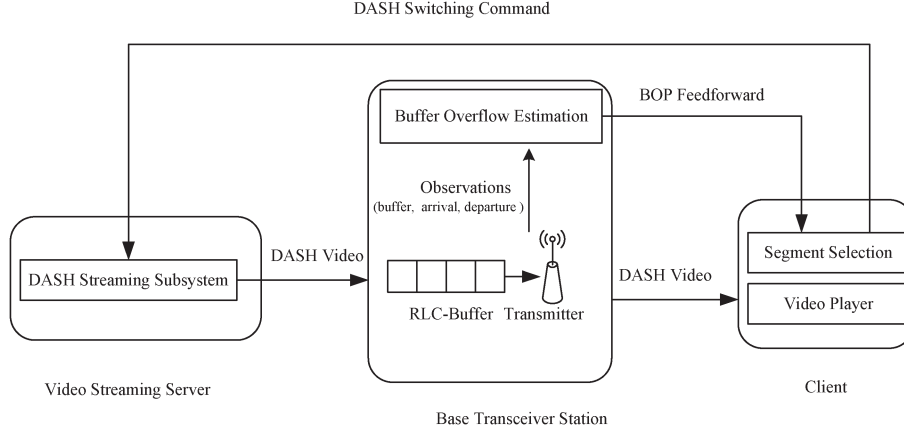 DASH Switching Command
Buffer Overflow Estimation
BOP Feedforward
Observations
(buffer, arrival, departure )
DASH Video
Segment Selection
DASH Streaming Subsystem
DASH Video
Video Player
RLC-Buffer
Transmitter
Video Streaming Server
Client
Base Transceiver Station